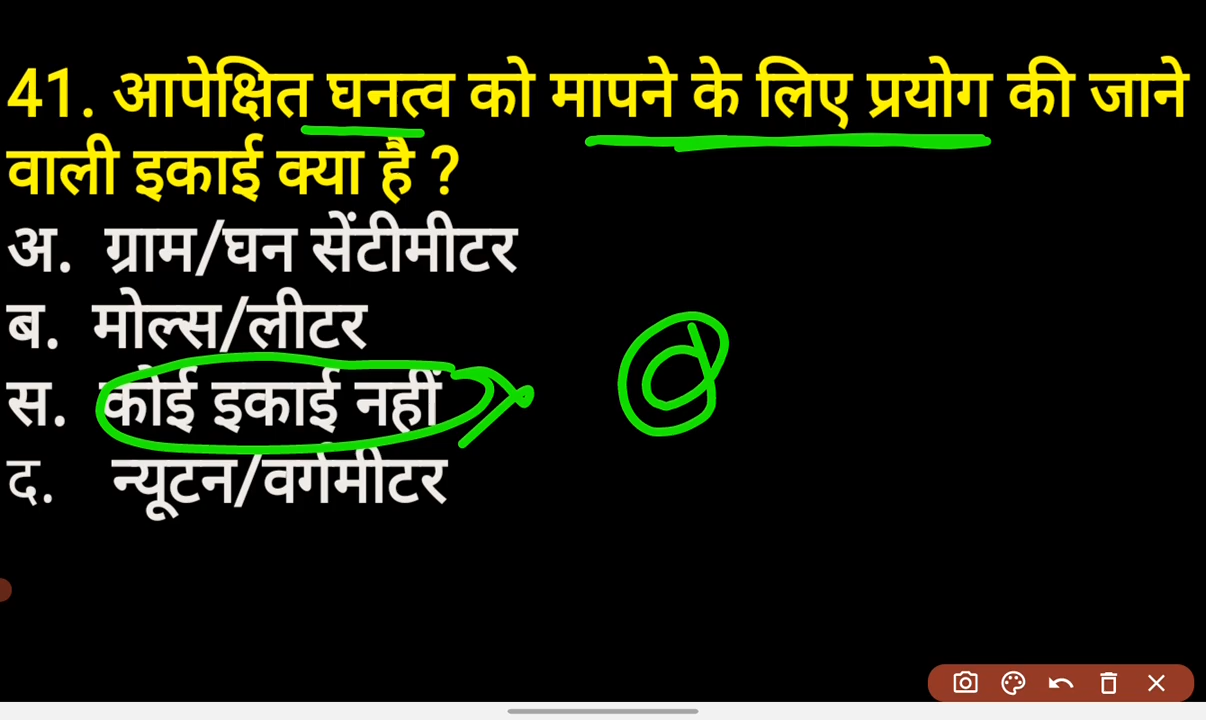 41. आपेक्षित घनत्व को मापने के लिए प्रयोग की जाने
वाली इकाई क्या है ?
अ. ग्राम/घन सेंटीमीटर
ब. मोल्स/लीटर
स. कोई इकाई नहीं
द. न्यूटन/वर्गमीटर